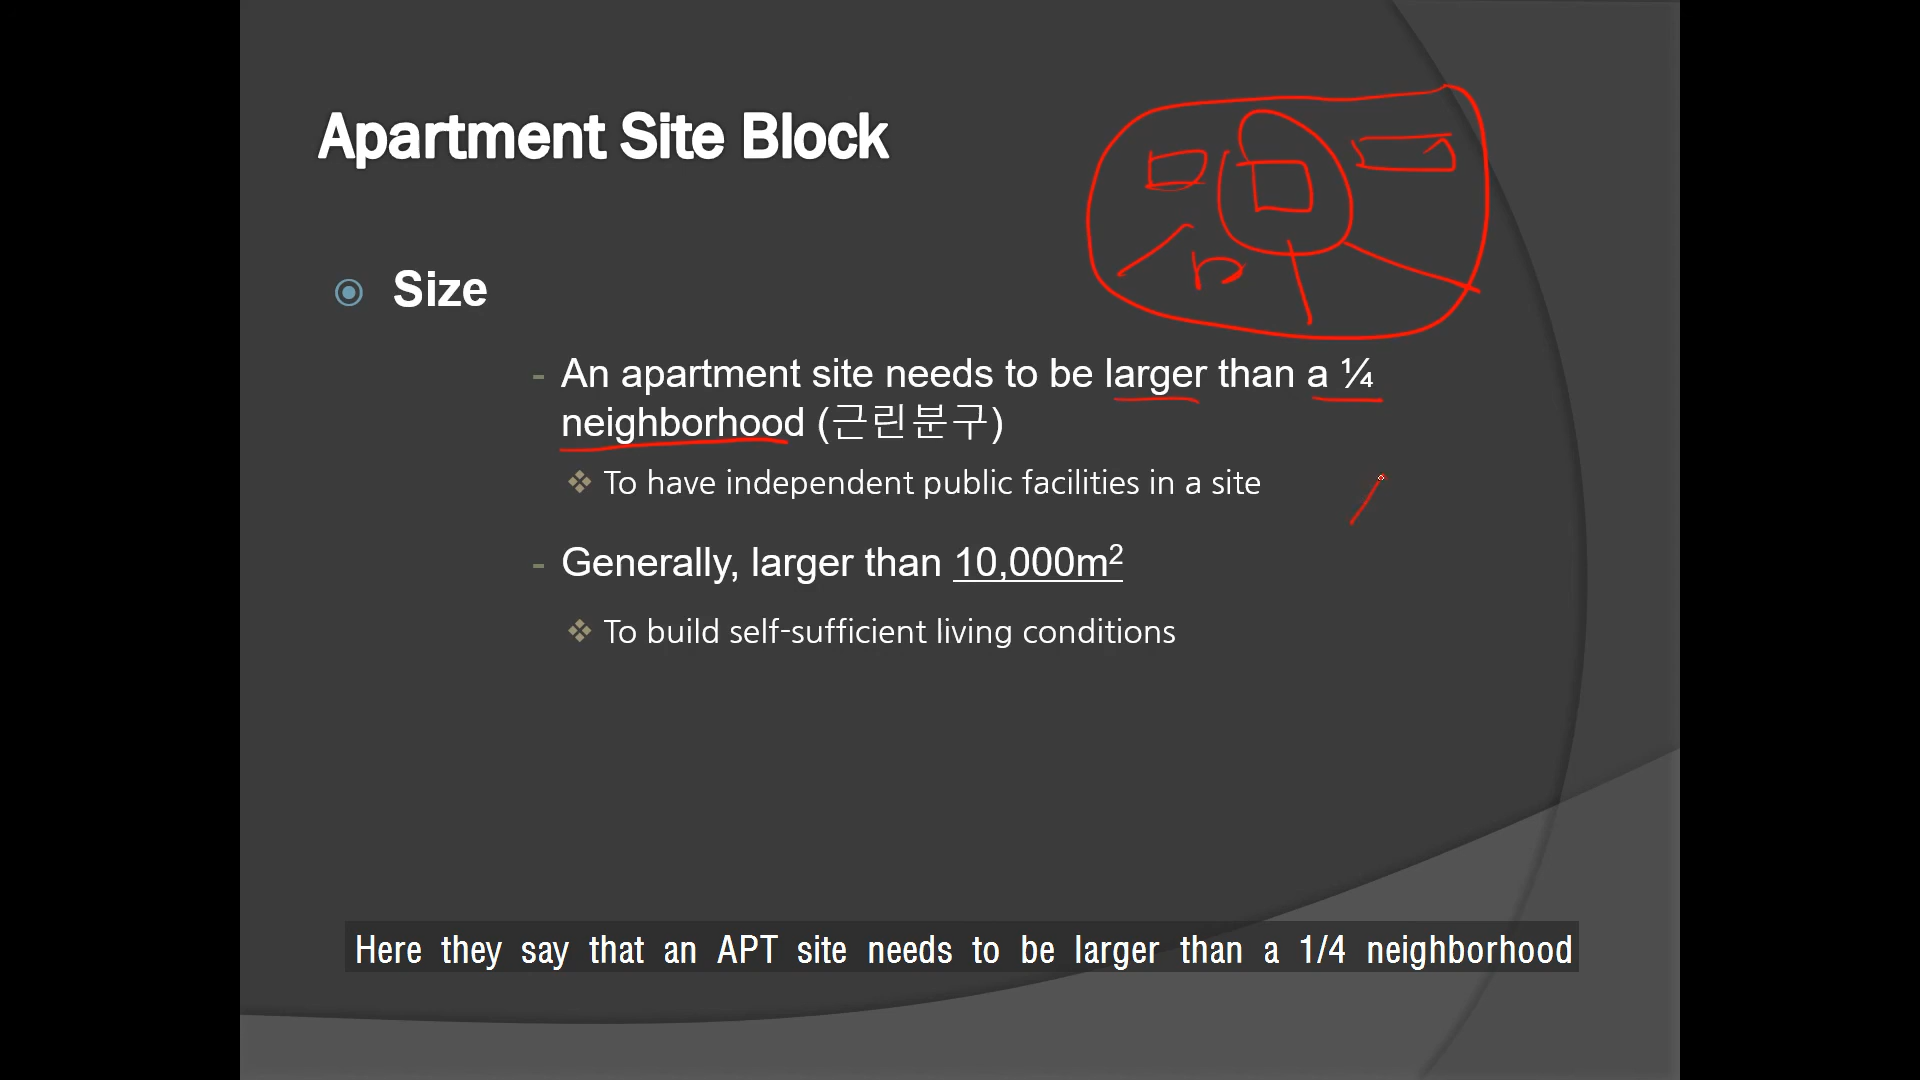 Apartment Site Block
Size
- An apartment site needs to be larger than a ¼
neighborhood (근린분구)
❖ To have independent public facilities in a site
- Generally, larger than 10,000m²
❖ To build self-sufficient living conditions
Here they say that an APT site needs to be larger than a 1/4 neighborhood